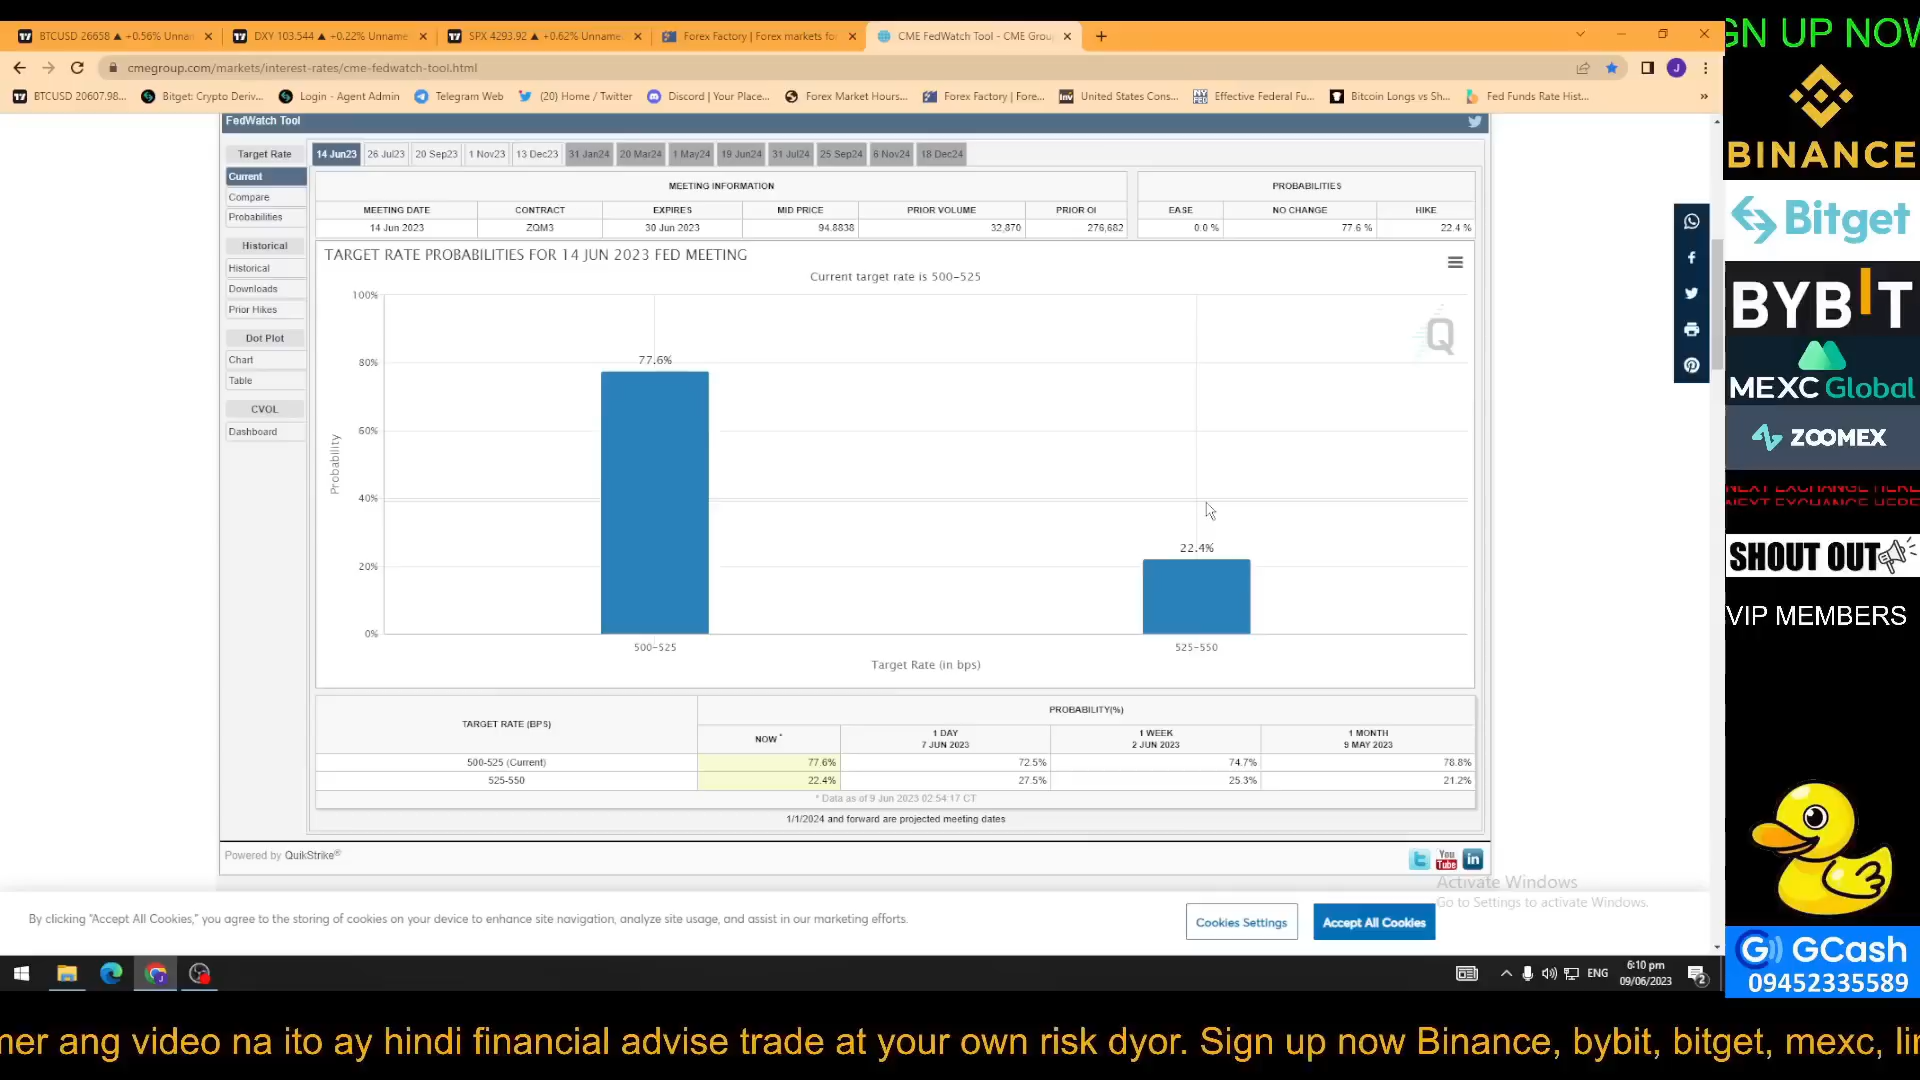 BTCUSD 26658 ▲ +0.56% Unnam
DXY 103.544 ▲ +0.22% Unname
SPX 4293.92 ▲ +0.62% Unname
Forex Factory | Forex markets for
CME FedWatch Tool - CME Grou
GN UP NOW
cmegroup.com/markets/interest-rates/cme-fedwatch-tool.html
J
BTCUSD 20607.98...
Bitget: Crypto Deriv...
Login - Agent Admin
Telegram Web
(20) Home / Twitter
Discord | Your Place...
Forex Market Hours...
Forex Factory | Fore...
United States Cons...
Effective Federal Fu...
Bitcoin Longs vs Sh...
Fed Funds Rate Hist...
FedWatch Tool
Target Rate
Current
Compare
Probabilities
Historical
Historical
Downloads
Prior Hikes
Dot Plot
Chart
Table
CVOL
Dashboard
14 Jun23 26 Jul23 20 Sep23 1 Nov23 13 Dec23 31 Jan24 20 Mar24 1 May24 19 Jun24 31 Jul24 25 Sep24 6 Nov24 18 Dec24
MEETING INFORMATION
MEETING DATE CONTRACT EXPIRES MID PRICE PRIOR VOLUME PRIOR OI
14 Jun 2023 ZQM3 30 Jun 2023 94.8838 32,870 276,682
PROBABILITIES
EASE NO CHANGE HIKE
0.0 % 77.6 % 22.4 %
TARGET RATE PROBABILITIES FOR 14 JUN 2023 FED MEETING
Current target rate is 500-525
Q
100%
80%
60%
40%
20%
0%
Probability
77.6%
22.4%
500-525
525-550
Target Rate (in bps)
TARGET RATE (BPS)
PROBABILITY(%)
NOW *
1 DAY
7 JUN 2023
1 WEEK
2 JUN 2023
1 MONTH
9 MAY 2023
500-525 (Current) 77.6% 72.5% 74.7% 78.8%
525-550 22.4% 27.5% 25.3% 21.2%
* Data as of 9 Jun 2023 02:54:17 CT
1/1/2024 and forward are projected meeting dates
Powered by QuikStrike®
You
Tube
in
Activate Windows
Go to Settings to activate Windows.
By clicking “Accept All Cookies,” you agree to the storing of cookies on your device to enhance site navigation, analyze site usage, and assist in our marketing efforts.
Cookies Settings
Accept All Cookies
ENG
6:10 pm
09/06/2023
2
BINANCE
Bitget
BYBIT
MEXC Global
ZOOMEX
NEXT EXCHANGE HERE
NEXT EXCHANGE HERE
SHOUT OUT
VIP MEMBERS
GCash
09452335589
mer ang video na ito ay hindi financial advise trade at your own risk dyor. Sign up now Binance, bybit, bitget, mexc, lin